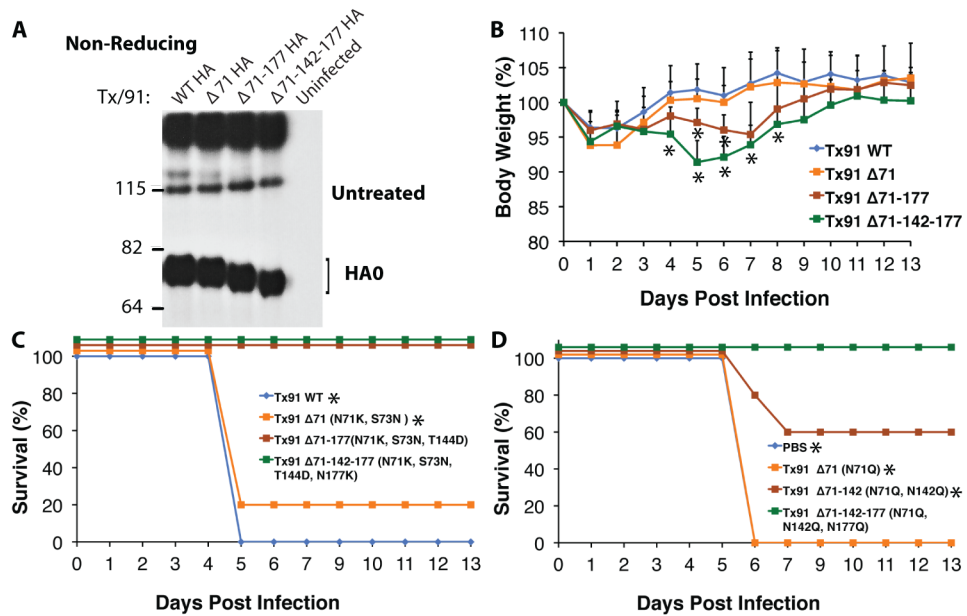 A
Non-Reducing
Tx/91:
WT HA
Δ71 HA
Δ71-177 HA
Δ71-142-177 HA
Uninfected
115
82
64
Untreated
HA0
B
Body Weight (%)
110
105
100
95
90
85
80
*
*
*
*
*
*
*
Tx91 WT
Tx91 Δ71
Tx91 Δ71-177
Tx91 Δ71-142-177
0 1 2 3 4 5 6 7 8 9 10 11 12 13
Days Post Infection
C
Survival (%)
100
80
60
40
20
0
Tx91 WT *
Tx91 Δ71 (N71K, S73N ) *
Tx91 Δ71-177(N71K, S73N, T144D)
Tx91 Δ71-142-177 (N71K, S73N,
T144D, N177K)
0 1 2 3 4 5 6 7 8 9 10 11 12 13
Days Post Infection
D
Survival (%)
100
80
60
40
20
0
PBS *
Tx91 Δ71 (N71Q) *
Tx91 Δ71-142 (N71Q, N142Q) *
Tx91 Δ71-142-177 (N71Q,
N142Q, N177Q)
0 1 2 3 4 5 6 7 8 9 10 11 12 13
Days Post Infection